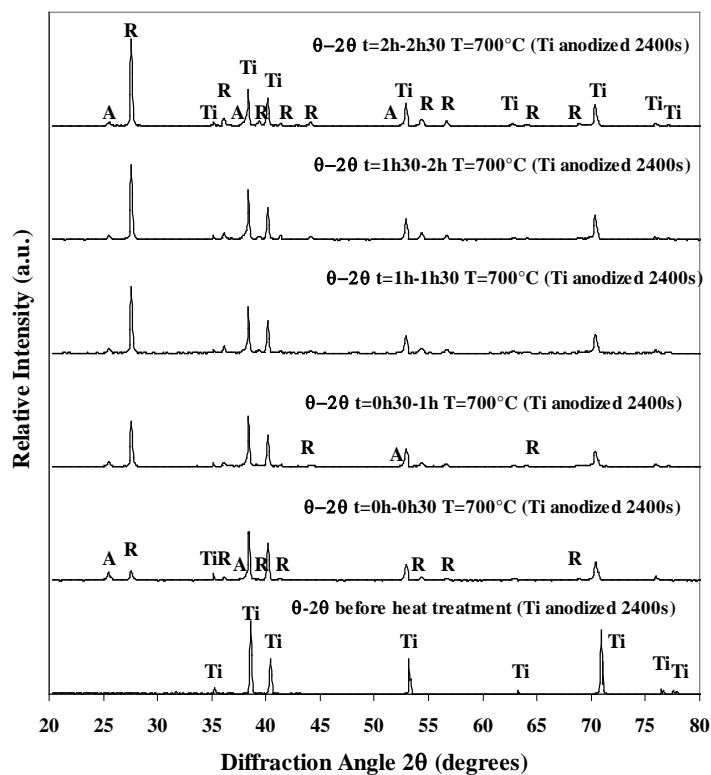 θ−2θ t=2h-2h30 T=700°C (Ti anodized 2400s)
R
Ti
Ti
Ti
Ti
R
A
Ti
A
R
R
R
A
R
R
Ti
R
R
Ti
Ti
θ−2θ t=1h30-2h T=700°C (Ti anodized 2400s)
θ−2θ t=1h-1h30 T=700°C (Ti anodized 2400s)
θ−2θ t=0h30-1h T=700°C (Ti anodized 2400s)
R
A
R
θ−2θ t=0h-0h30 T=700°C (Ti anodized 2400s)
A
R
Ti
R
A
R
R
R
R
R
θ-2θ before heat treatment (Ti anodized 2400s)
Ti
Ti
Ti
Ti
Ti
Ti
Ti
Ti
20 25 30 35 40 45 50 55 60 65 70 75 80
Diffraction Angle 2θ (degrees)
Relative Intensity (a.u.)